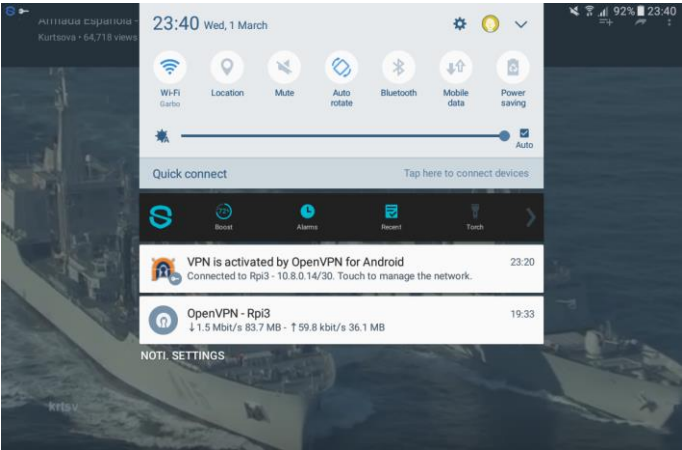 92% 23:40
Armada Española -
Kurtsova • 64,718 views
23:40 Wed, 1 March
Wi-Fi
Garbo
Location
Mute
Auto
rotate
Bluetooth
Mobile
data
Power
saving
Auto
Quick connect
Tap here to connect devices
Boost
Alarms
Recent
Torch
VPN is activated by OpenVPN for Android
23:20
Connected to Rpi3 - 10.8.0.14/30. Touch to manage the network.
OpenVPN - Rpi3
19:33
↓1.5 Mbit/s 83.7 MB - ↑59.8 kbit/s 36.1 MB
NOTI. SETTINGS
krtsv